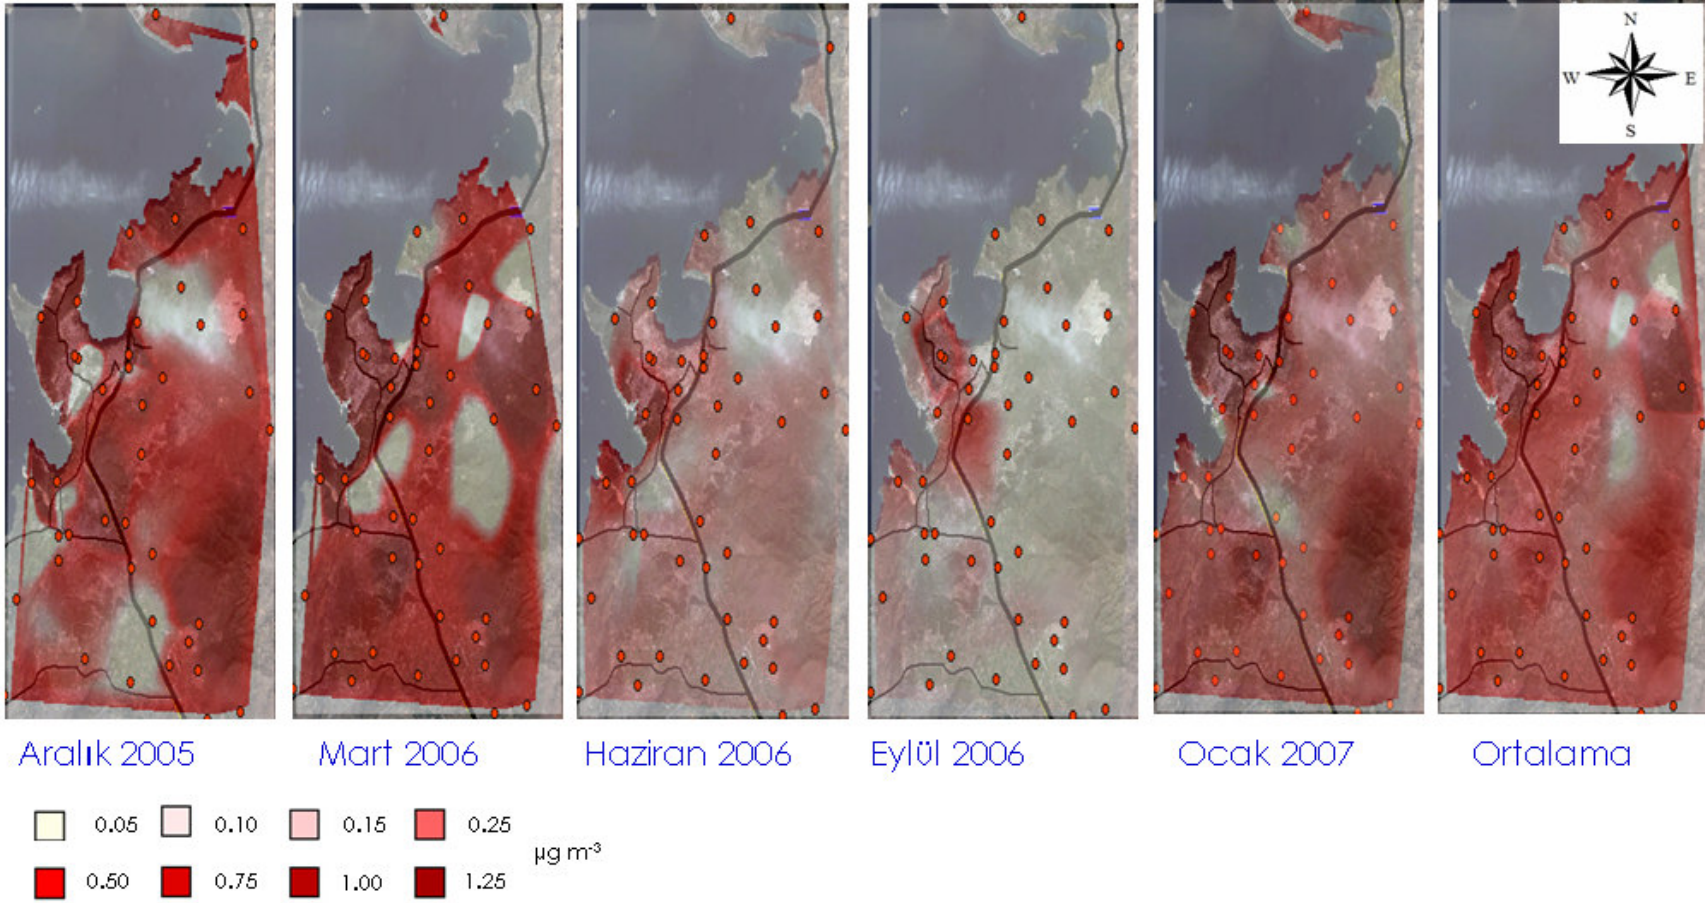 N
W E
S
Aralık 2005 Mart 2006 Haziran 2006 Eylül 2006 Ocak 2007 Ortalama
0.05 0.10 0.15 0.25
µg m⁻³
0.50 0.75 1.00 1.25